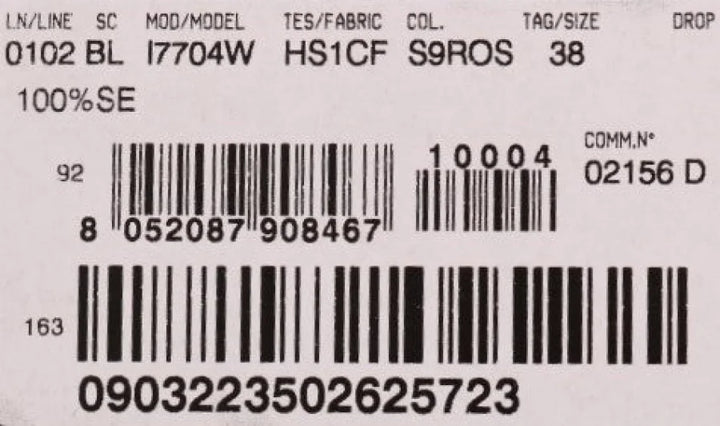 LN/LINE SC MOD/MODEL TES/FABRIC COL. TAG/SIZE DROP
0102 BL I7704W HS1CF S9ROS 38
100%SE
92
10004
COMM.N°
02156 D
8 052087 908467
163
0903223502625723